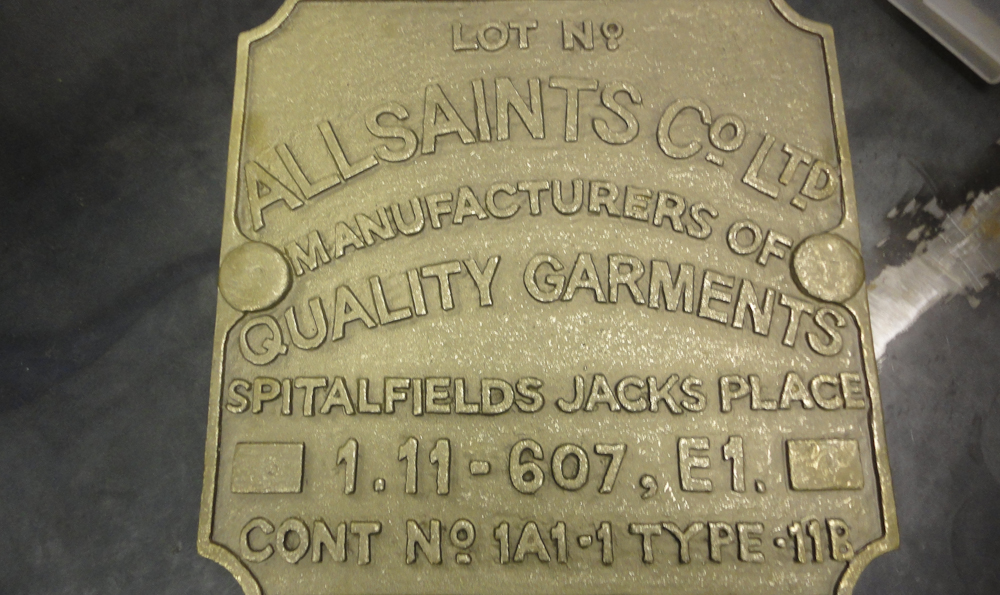 LOT Nº
ALLSAINTS Cº LTD
MANUFACTURERS OF
QUALITY GARMENTS
SPITALFIELDS JACKS PLACE
1.11-607, E1.
CONT Nº 1A1-1 TYPE·11B